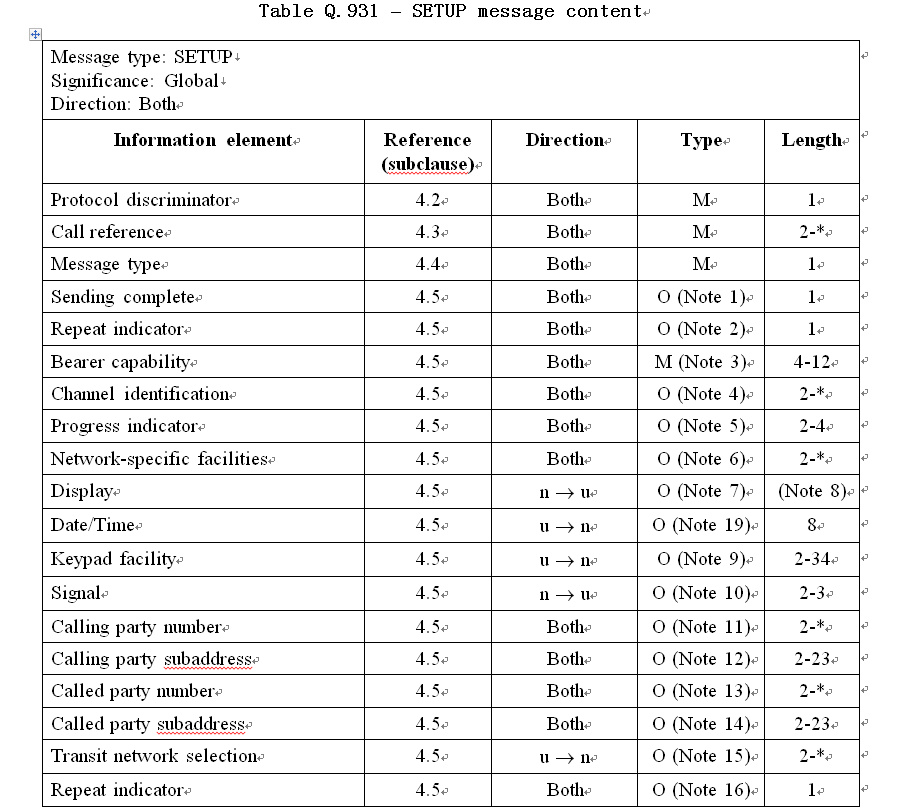 Table Q.931 – SETUP message content
Message type: SETUP
Significance: Global
Direction: Both
Information element Reference (subclause) Direction Type Length
Protocol discriminator 4.2 Both M 1
Call reference 4.3 Both M 2-*
Message type 4.4 Both M 1
Sending complete 4.5 Both O (Note 1) 1
Repeat indicator 4.5 Both O (Note 2) 1
Bearer capability 4.5 Both M (Note 3) 4-12
Channel identification 4.5 Both O (Note 4) 2-*
Progress indicator 4.5 Both O (Note 5) 2-4
Network-specific facilities 4.5 Both O (Note 6) 2-*
Display 4.5 n → u O (Note 7) (Note 8)
Date/Time 4.5 u → n O (Note 19) 8
Keypad facility 4.5 u → n O (Note 9) 2-34
Signal 4.5 n → u O (Note 10) 2-3
Calling party number 4.5 Both O (Note 11) 2-*
Calling party subaddress 4.5 Both O (Note 12) 2-23
Called party number 4.5 Both O (Note 13) 2-*
Called party subaddress 4.5 Both O (Note 14) 2-23
Transit network selection 4.5 u → n O (Note 15) 2-*
Repeat indicator 4.5 Both O (Note 16) 1